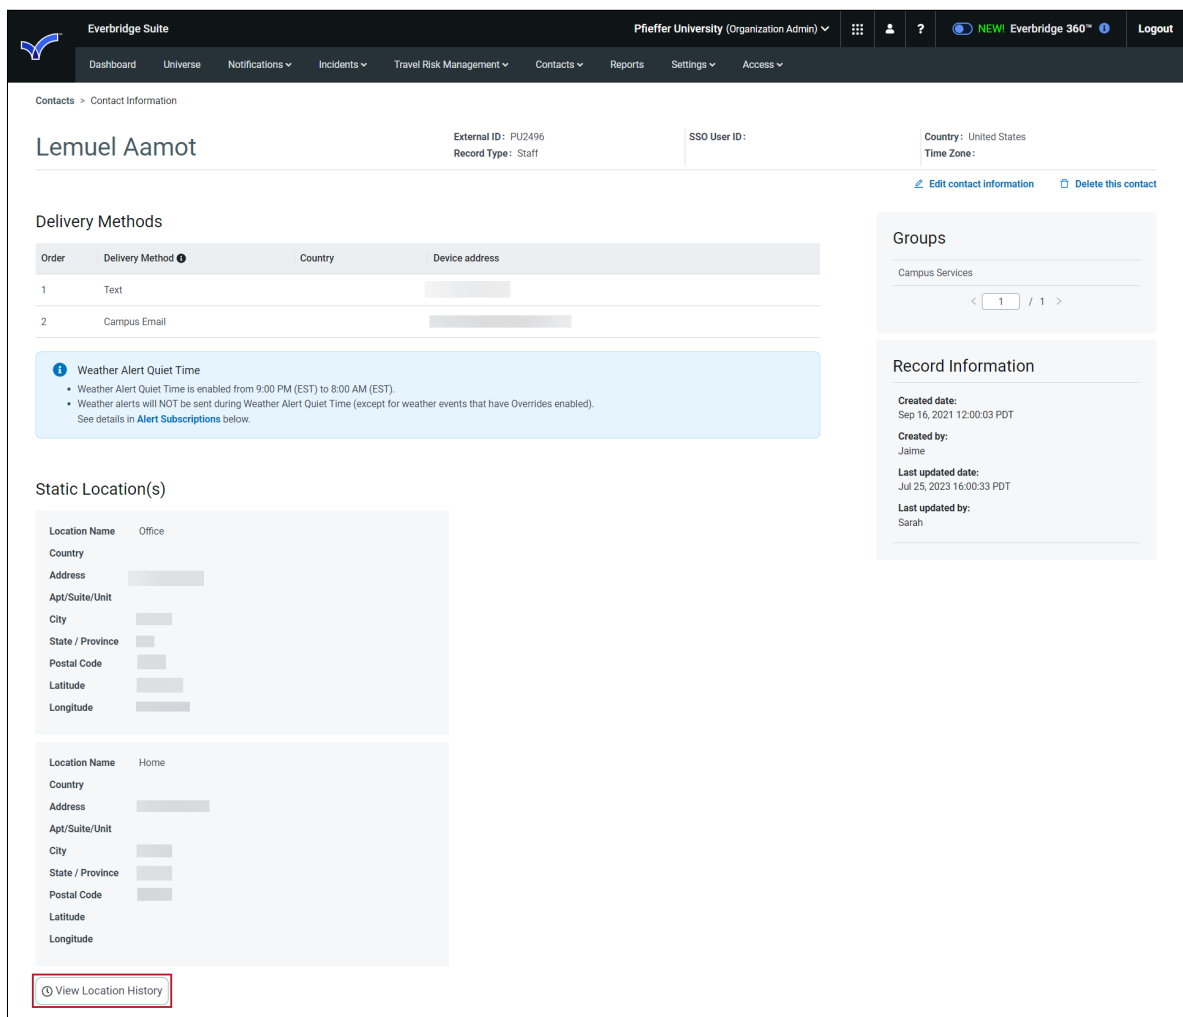 Everbridge Suite
Pfieffer University (Organization Admin)
?
NEW! Everbridge 360™
Logout
Dashboard Universe Notifications Incidents Travel Risk Management Contacts Reports Settings Access
Contacts > Contact Information
Lemuel Aamot
External ID: PU2496
Record Type: Staff
SSO User ID:
Country: United States
Time Zone:
Edit contact information Delete this contact
Delivery Methods
Order Delivery Method Country Device address
1 Text
2 Campus Email
Weather Alert Quiet Time
• Weather Alert Quiet Time is enabled from 9:00 PM (EST) to 8:00 AM (EST).
• Weather alerts will NOT be sent during Weather Alert Quiet Time (except for weather events that have Overrides enabled).
See details in Alert Subscriptions below.
Groups
Campus Services
< 1 / 1 >
Record Information
Created date:
Sep 16, 2021 12:00:03 PDT
Created by:
Jaime
Last updated date:
Jul 25, 2023 16:00:33 PDT
Last updated by:
Sarah
Static Location(s)
Location Name Office
Country
Address
Apt/Suite/Unit
City
State / Province
Postal Code
Latitude
Longitude
Location Name Home
Country
Address
Apt/Suite/Unit
City
State / Province
Postal Code
Latitude
Longitude
View Location History